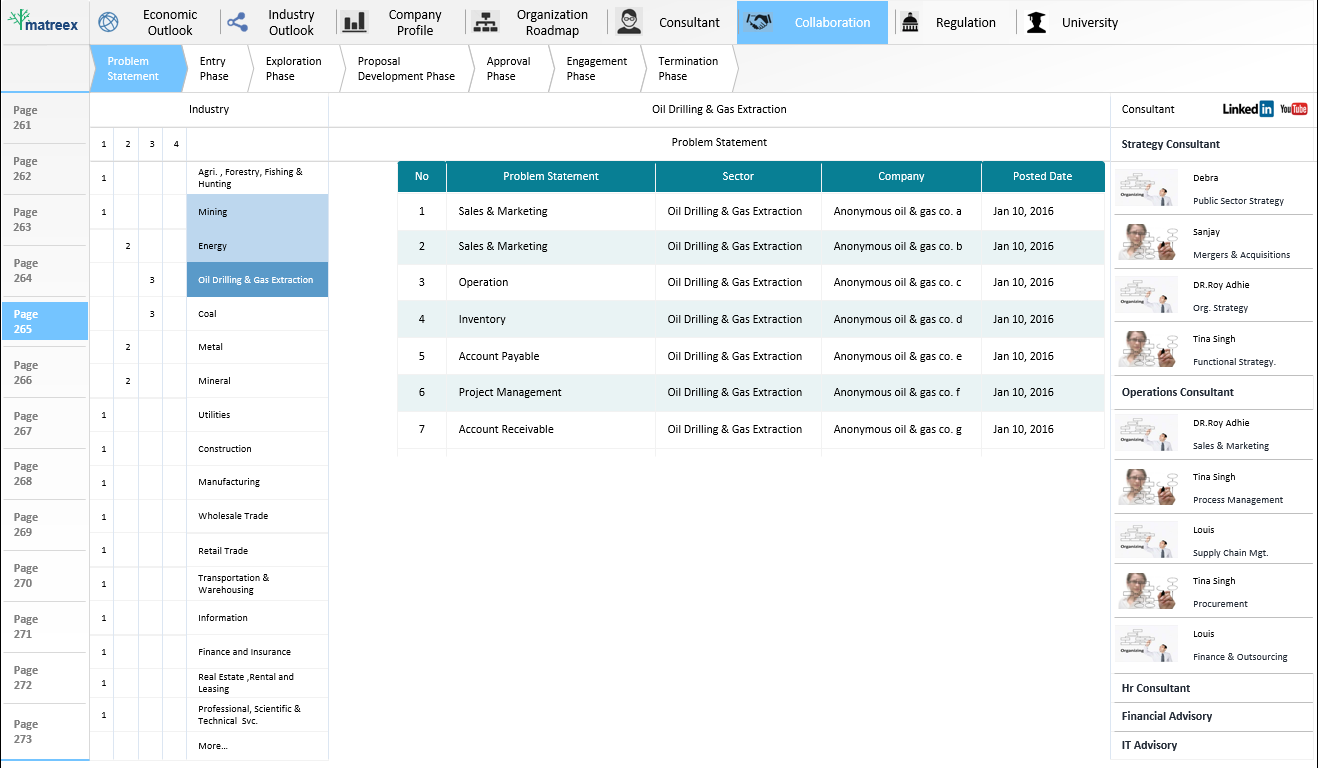 matreex
Economic
Outlook
Industry
Outlook
Company
Profile
Organization
Roadmap
Consultant
Collaboration
Regulation
University
Problem
Statement
Entry
Phase
Exploration
Phase
Proposal
Development Phase
Approval
Phase
Engagement
Phase
Termination
Phase
Page
261
Page
262
Page
263
Page
264
Page
265
Page
266
Page
267
Page
268
Page
269
Page
270
Page
271
Page
272
Page
273
Industry
1 2 3 4
1 Agri. , Forestry, Fishing &
Hunting
1 Mining
2 Energy
3 Oil Drilling & Gas Extraction
3 Coal
2 Metal
2 Mineral
1 Utilities
1 Construction
1 Manufacturing
1 Wholesale Trade
1 Retail Trade
1 Transportation &
Warehousing
1 Information
1 Finance and Insurance
1 Real Estate ,Rental and
Leasing
1 Professional, Scientific &
Technical Svc.
More...
Oil Drilling & Gas Extraction
Problem Statement
No Problem Statement Sector Company Posted Date
1 Sales & Marketing Oil Drilling & Gas Extraction Anonymous oil & gas co. a Jan 10, 2016
2 Sales & Marketing Oil Drilling & Gas Extraction Anonymous oil & gas co. b Jan 10, 2016
3 Operation Oil Drilling & Gas Extraction Anonymous oil & gas co. c Jan 10, 2016
4 Inventory Oil Drilling & Gas Extraction Anonymous oil & gas co. d Jan 10, 2016
5 Account Payable Oil Drilling & Gas Extraction Anonymous oil & gas co. e Jan 10, 2016
6 Project Management Oil Drilling & Gas Extraction Anonymous oil & gas co. f Jan 10, 2016
7 Account Receivable Oil Drilling & Gas Extraction Anonymous oil & gas co. g Jan 10, 2016
Consultant Linked in YouTube
Strategy Consultant
Organizing
Debra
Public Sector Strategy
Sanjay
Mergers & Acquisitions
Organizing
DR.Roy Adhie
Org. Strategy
Tina Singh
Functional Strategy.
Operations Consultant
Organizing
DR.Roy Adhie
Sales & Marketing
Tina Singh
Process Management
Organizing
Louis
Supply Chain Mgt.
Tina Singh
Procurement
Organizing
Louis
Finance & Outsourcing
Hr Consultant
Financial Advisory
IT Advisory